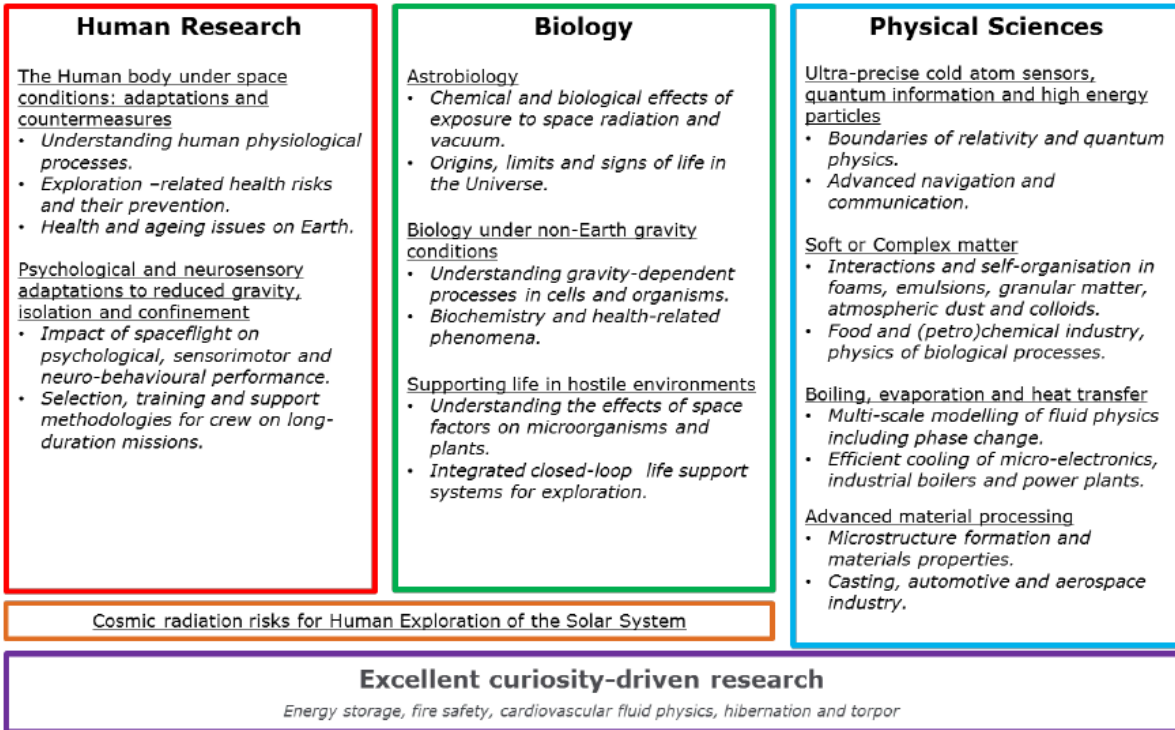 Human Research
The Human body under space
conditions: adaptations and
countermeasures
• Understanding human physiological
processes.
• Exploration –related health risks
and their prevention.
• Health and ageing issues on Earth.
Psychological and neurosensory
adaptations to reduced gravity,
isolation and confinement
• Impact of spaceflight on
psychological, sensorimotor and
neuro-behavioural performance.
• Selection, training and support
methodologies for crew on long-
duration missions.
Biology
Astrobiology
• Chemical and biological effects of
exposure to space radiation and
vacuum.
• Origins, limits and signs of life in
the Universe.
Biology under non-Earth gravity
conditions
• Understanding gravity-dependent
processes in cells and organisms.
• Biochemistry and health-related
phenomena.
Supporting life in hostile environments
• Understanding the effects of space
factors on microorganisms and
plants.
• Integrated closed-loop life support
systems for exploration.
Physical Sciences
Ultra-precise cold atom sensors,
quantum information and high energy
particles
• Boundaries of relativity and quantum
physics.
• Advanced navigation and
communication.
Soft or Complex matter
• Interactions and self-organisation in
foams, emulsions, granular matter,
atmospheric dust and colloids.
• Food and (petro)chemical industry,
physics of biological processes.
Boiling, evaporation and heat transfer
• Multi-scale modelling of fluid physics
including phase change.
• Efficient cooling of micro-electronics,
industrial boilers and power plants.
Advanced material processing
• Microstructure formation and
materials properties.
• Casting, automotive and aerospace
industry.
Cosmic radiation risks for Human Exploration of the Solar System
Excellent curiosity-driven research
Energy storage, fire safety, cardiovascular fluid physics, hibernation and torpor